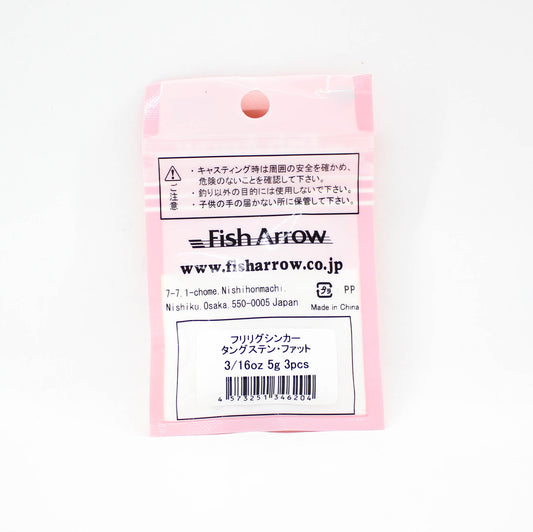 ご注意
・キャスティング時は周囲の安全を確かめ、
危険のないことを確認して下さい。
・釣り以外の目的には使用しないで下さい。
・子供の手の届かない所に保管して下さい。
Fish Arrow
www.fisharrow.co.jp
7-7.1-chome.Nishihonmachi.
Nishiku.Osaka.550-0005 Japan
プラ PP
Made in China
フリリグシンカー
タングステン・ファット
3/16oz 5g 3pcs
4 573251 346204